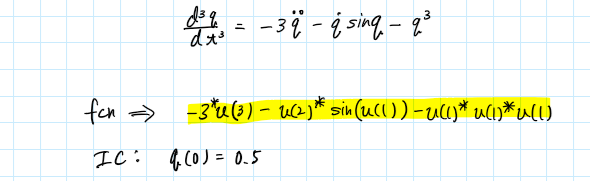 d³q/dt³ = -3q̈ - q̇ sinq - q³
fcn ⇒ -3*u(3) - u(2)* sin(u(1)) - u(1)* u(1)* u(1)
IC: q(0) = 0.5